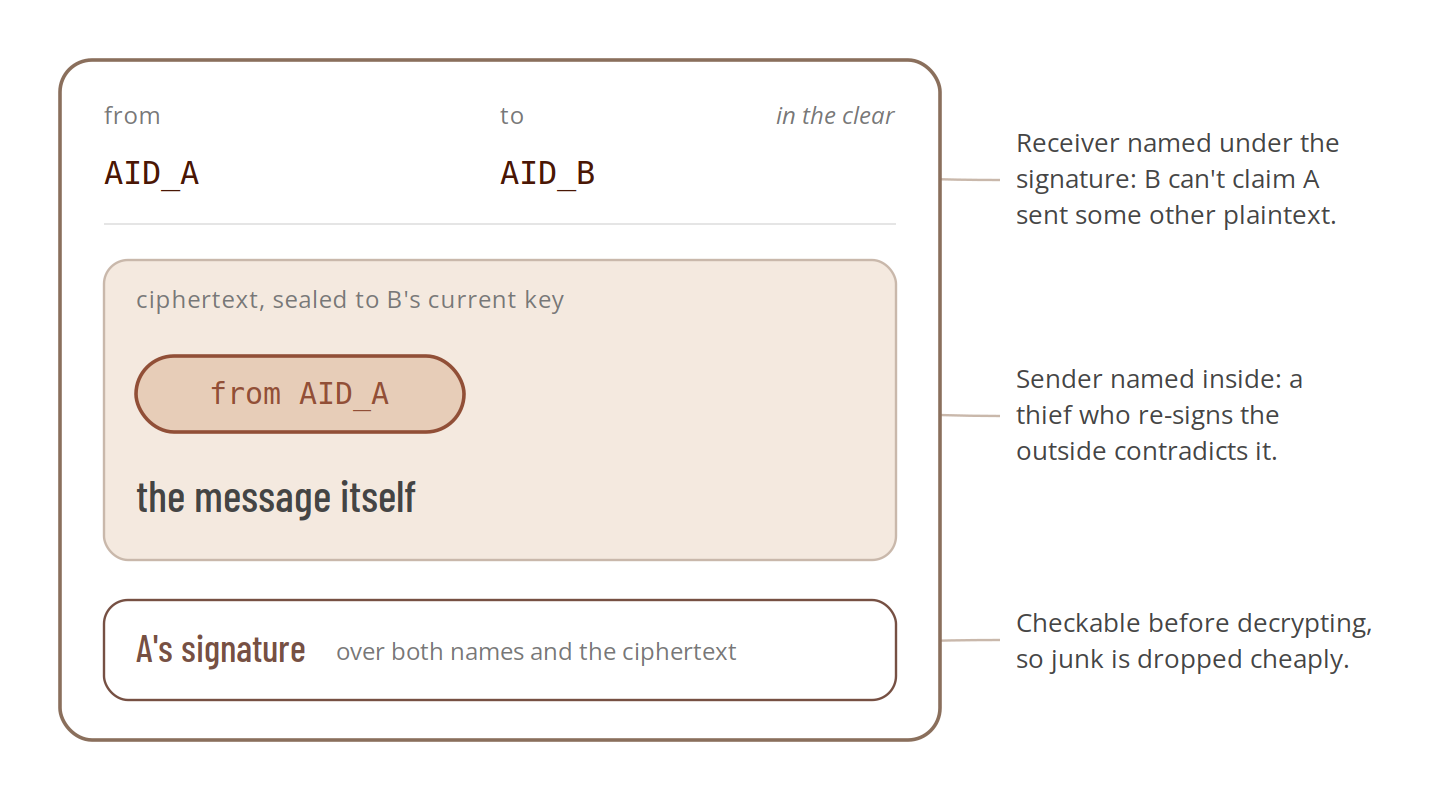 from
to
in the clear
AID_A
AID_B
Receiver named under the
signature: B can't claim A
sent some other plaintext.
ciphertext, sealed to B's current key
from AID_A
the message itself
Sender named inside: a
thief who re-signs the
outside contradicts it.
A's signature
over both names and the ciphertext
Checkable before decrypting,
so junk is dropped cheaply.